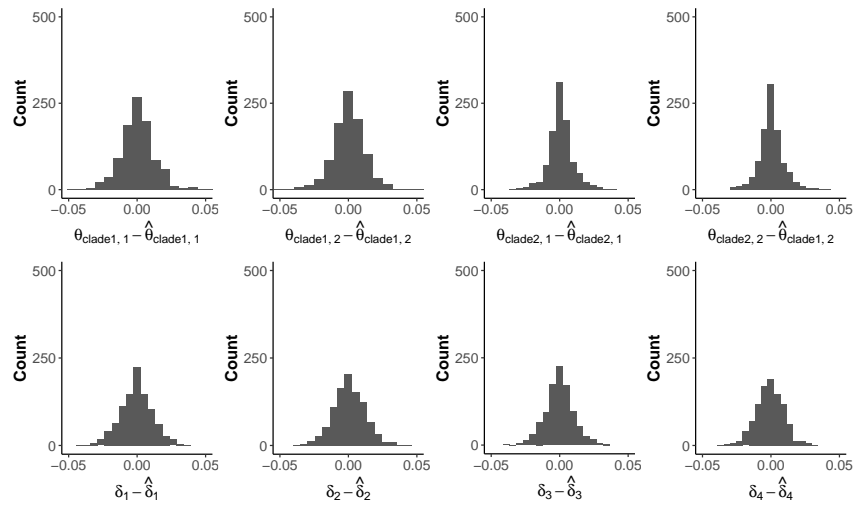 500
250
0
Count
−0.05 0.00 0.05
θclade1, 1 − θ̂clade1, 1
500
250
0
Count
−0.05 0.00 0.05
θclade1, 2 − θ̂clade1, 2
500
250
0
Count
−0.05 0.00 0.05
θclade2, 1 − θ̂clade2, 1
500
250
0
Count
−0.05 0.00 0.05
θclade2, 2 − θ̂clade1, 2
500
250
0
Count
−0.05 0.00 0.05
δ1 − δ̂1
500
250
0
Count
−0.05 0.00 0.05
δ2 − δ̂2
500
250
0
Count
−0.05 0.00 0.05
δ3 − δ̂3
500
250
0
Count
−0.05 0.00 0.05
δ4 − δ̂4